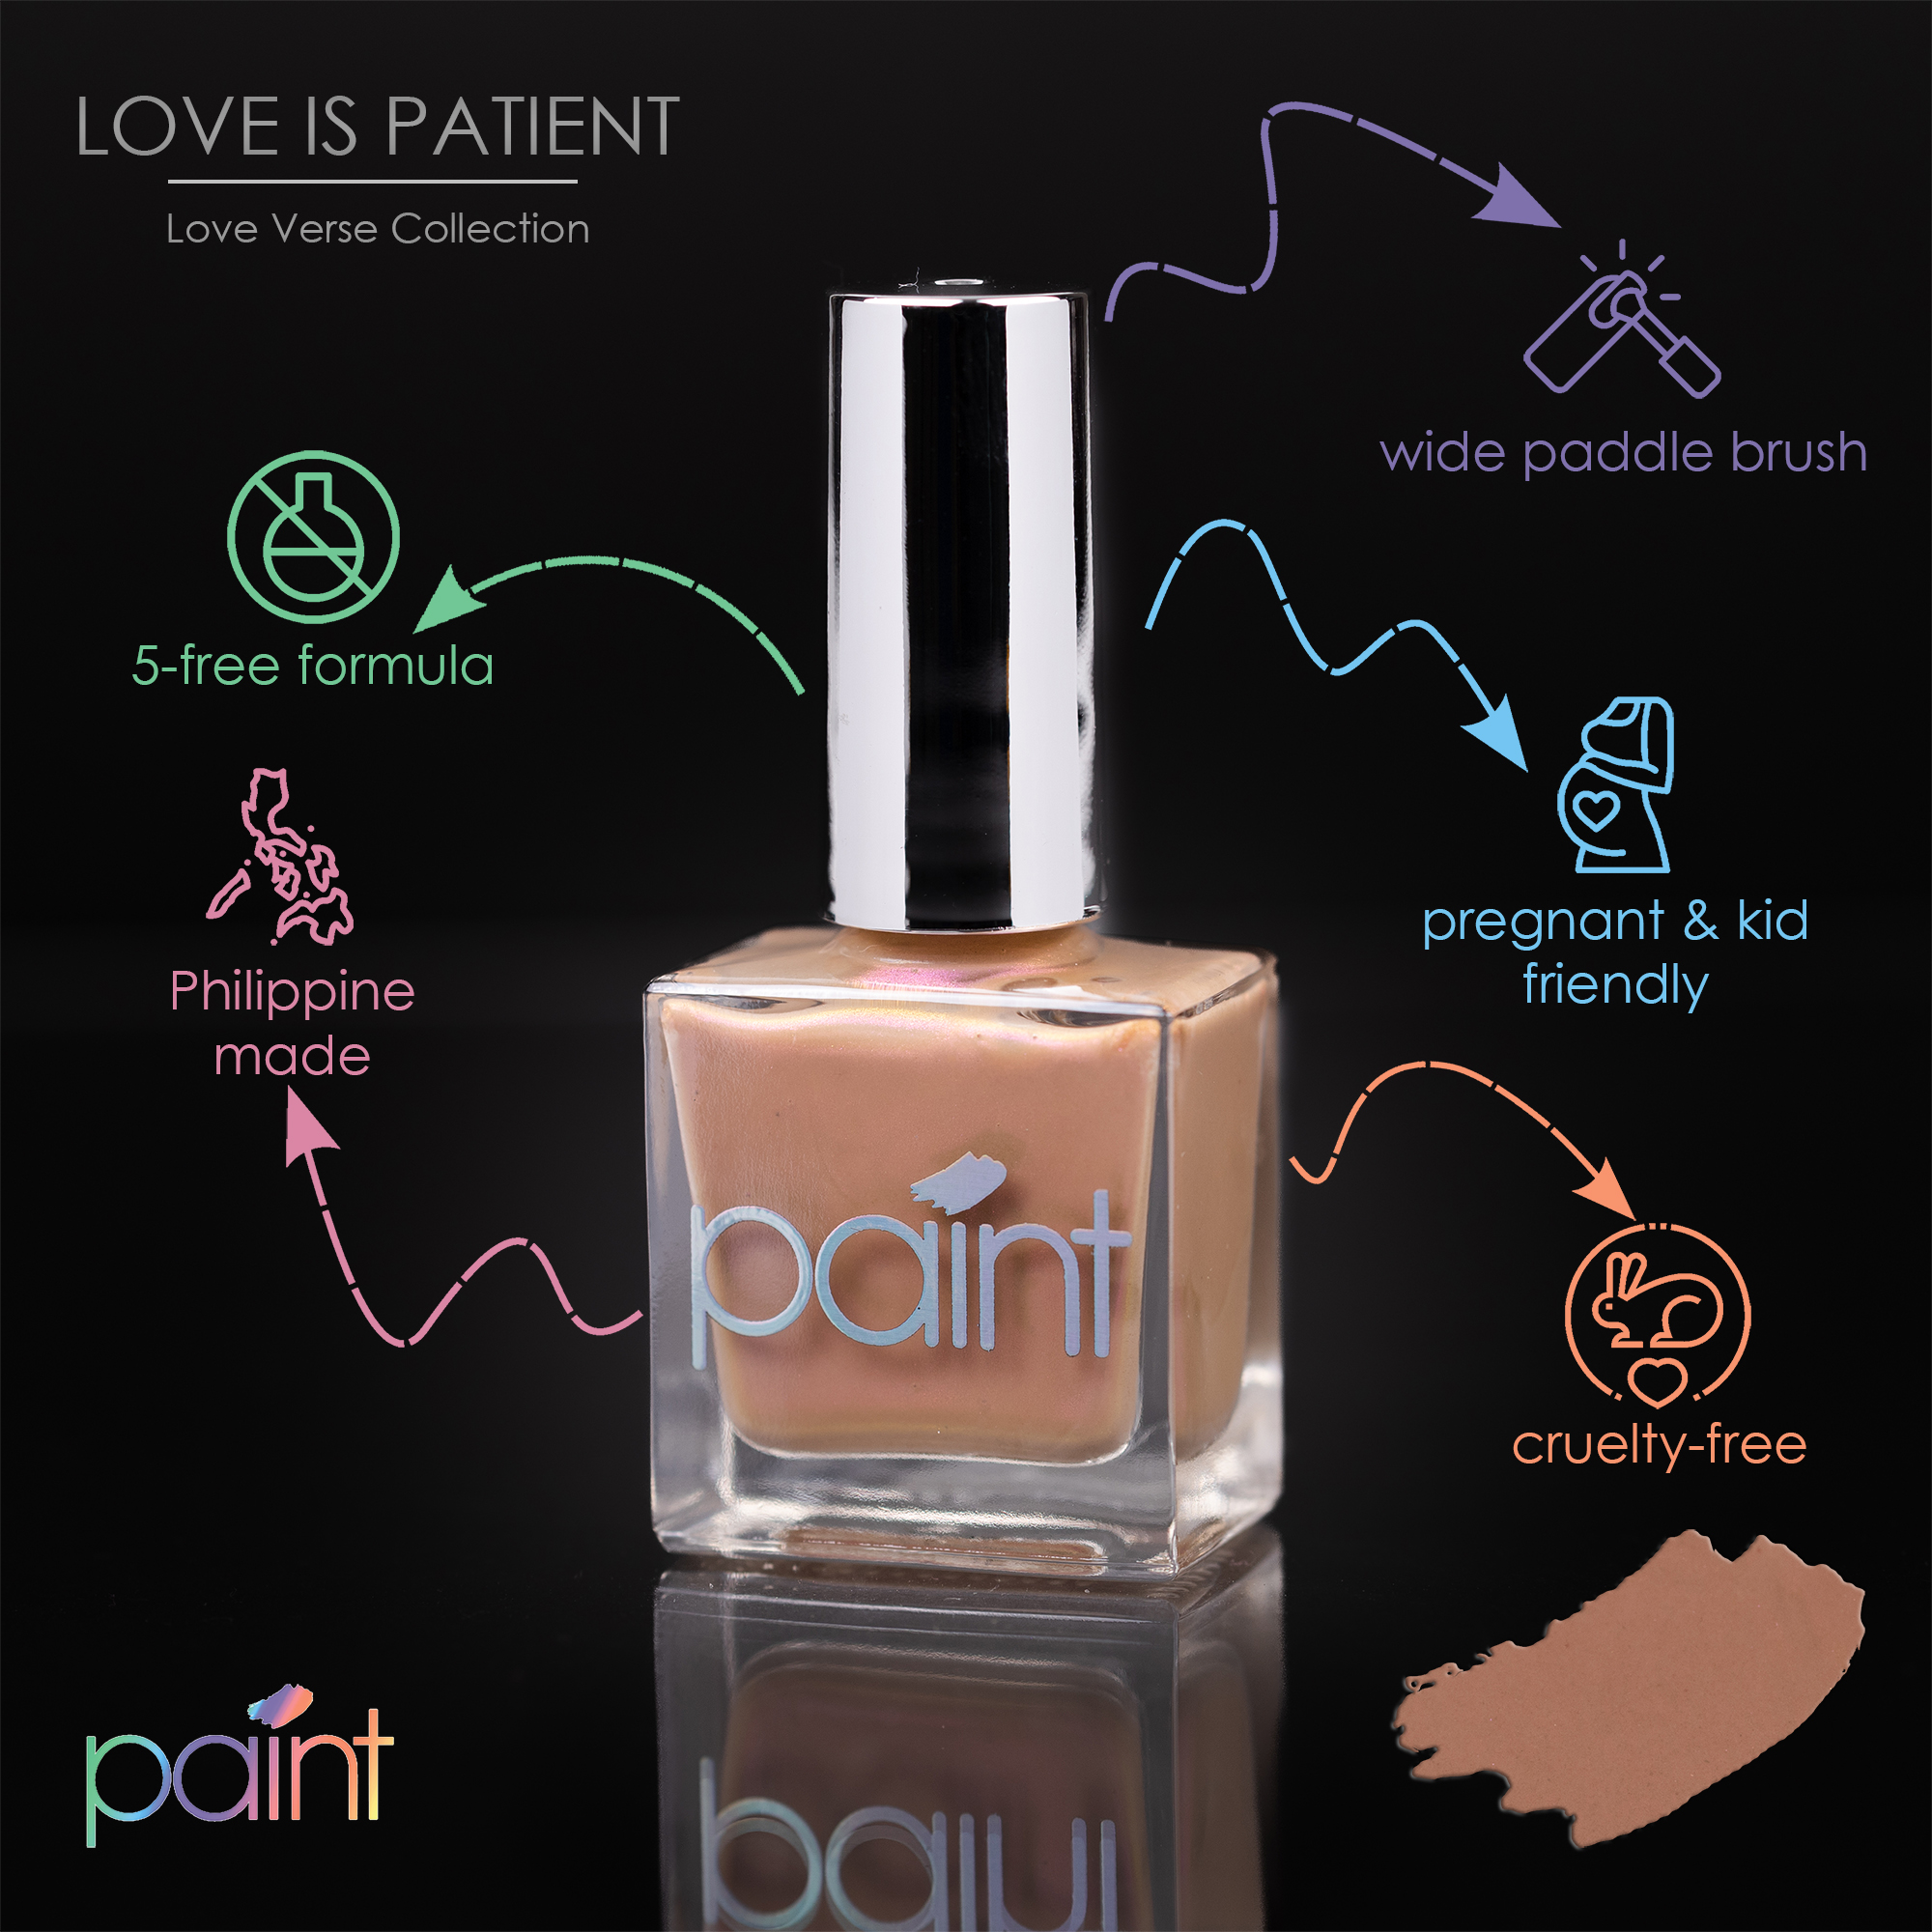 LOVE IS PATIENT
Love Verse Collection
wide paddle brush
5-free formula
pregnant & kid
friendly
Philippine
made
paint
cruelty-free
paint
paint